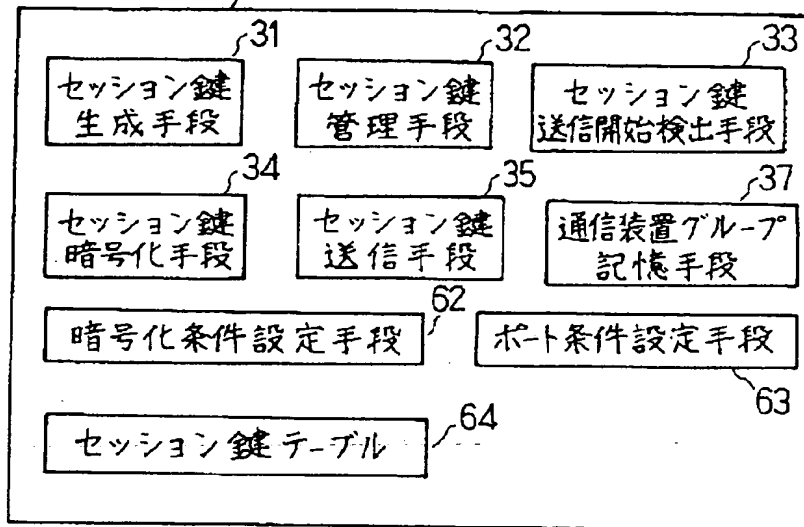 31
セッション鍵
生成手段
32
セッション鍵
管理手段
33
セッション鍵
送信開始検出手段
34
セッション鍵
暗号化手段
35
セッション鍵
送信手段
37
通信装置グループ
記憶手段
62
暗号化条件設定手段
ポート条件設定手段
63
64
セッション鍵テーブル